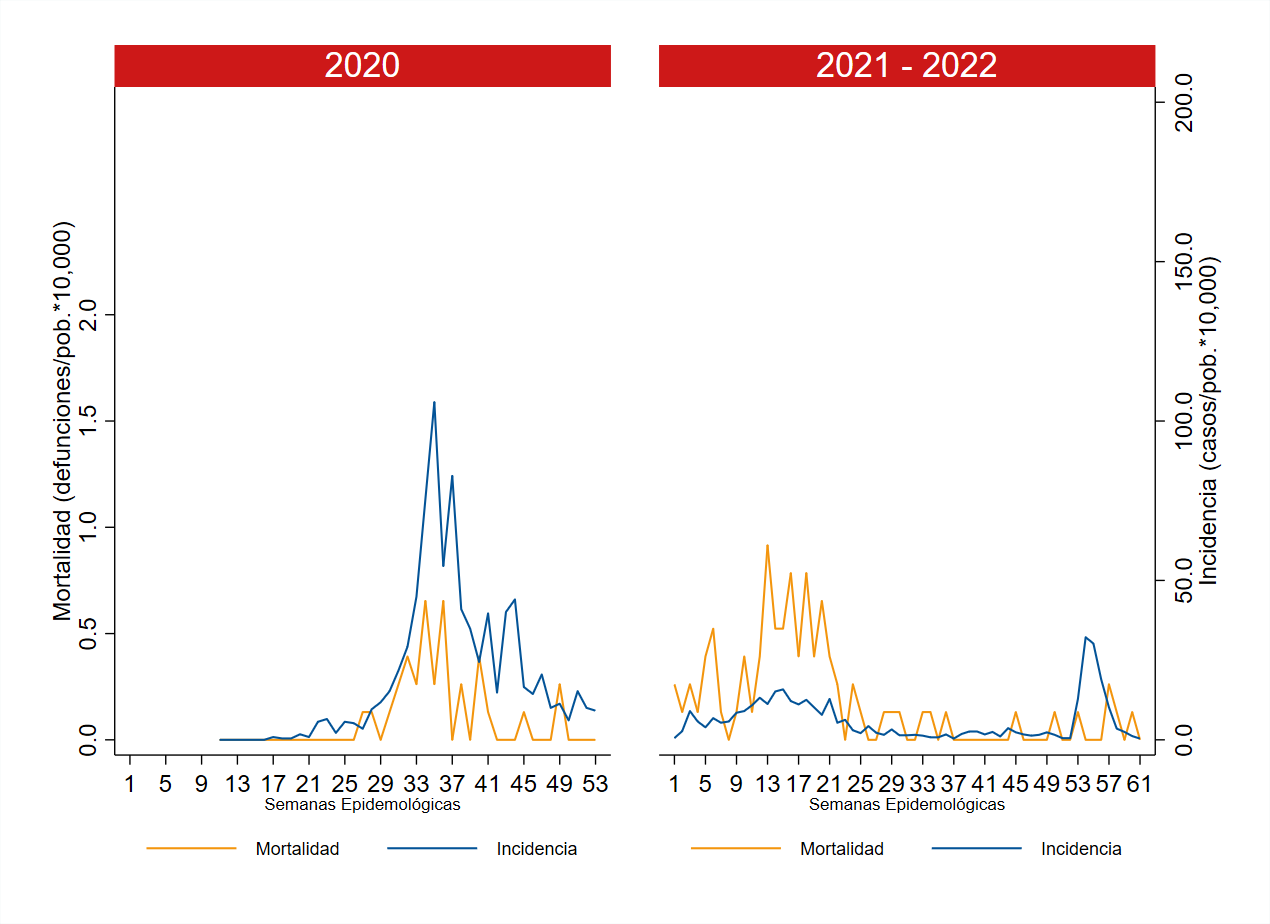 2020
2021 - 2022
Mortalidad (defunciones/pob.*10,000)
0.0 0.5 1.0 1.5 2.0
1 5 9 13 17 21 25 29 33 37 41 45 49 53
Semanas Epidemológicas
Mortalidad Incidencia
1 5 9 13 17 21 25 29 33 37 41 45 49 53 57 61
Semanas Epidemológicas
Mortalidad Incidencia
0.0 50.0 100.0 150.0 200.0
Incidencia (casos/pob.*10,000)